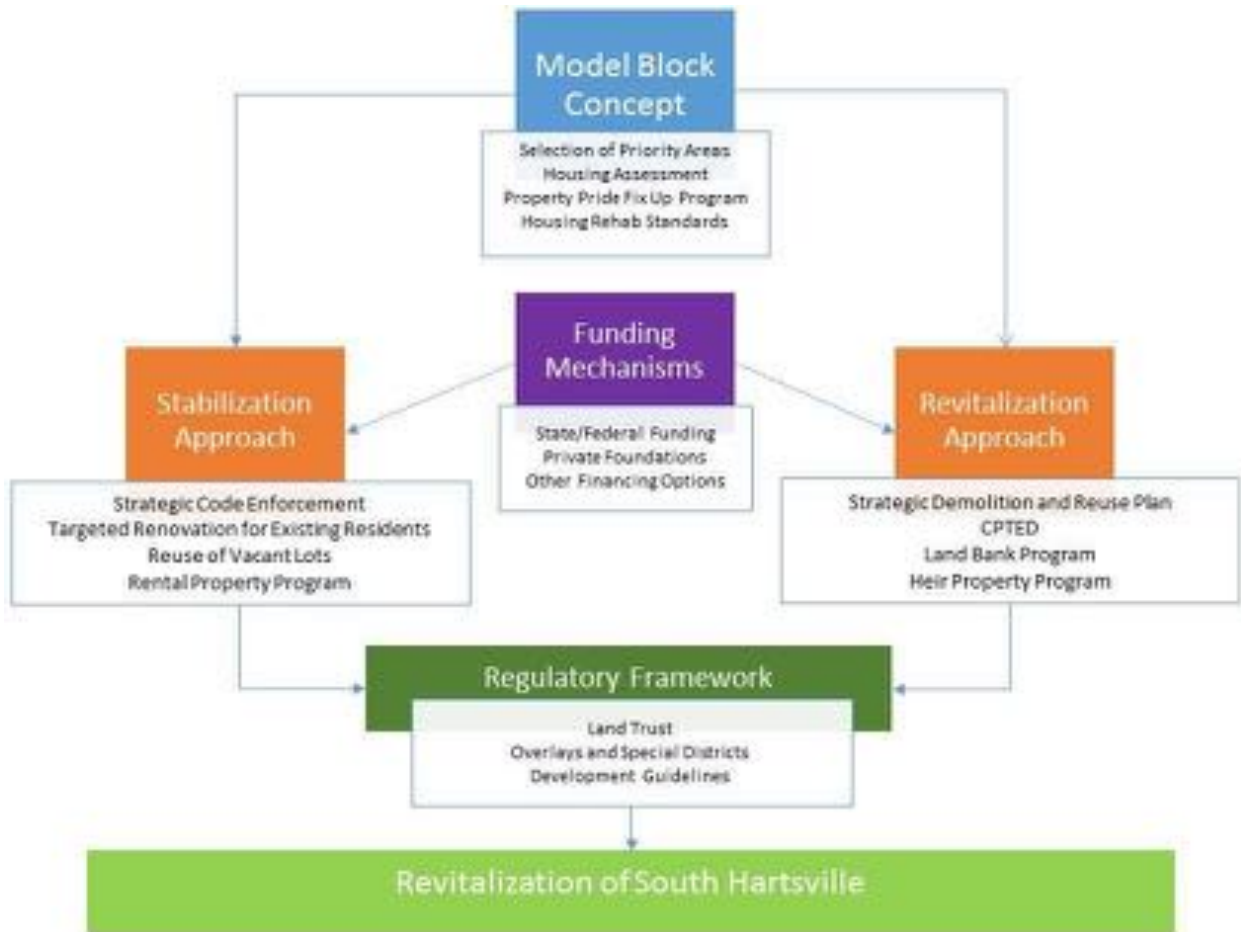 Model Block
Concept
Selection of Priority Areas
Housing Assessment
Property Pride Fix Up Program
Housing Rehab Standards
Funding
Mechanisms
State/Federal Funding
Private Foundations
Other Financing Options
Stabilization
Approach
Strategic Code Enforcement
Targeted Renovation for Existing Residents
Reuse of Vacant Lots
Rental Property Program
Revitalization
Approach
Strategic Demolition and Reuse Plan
CPTED
Land Bank Program
Heir Property Program
Regulatory Framework
Land Trust
Overlays and Special Districts
Development Guidelines
Revitalization of South Hartsville